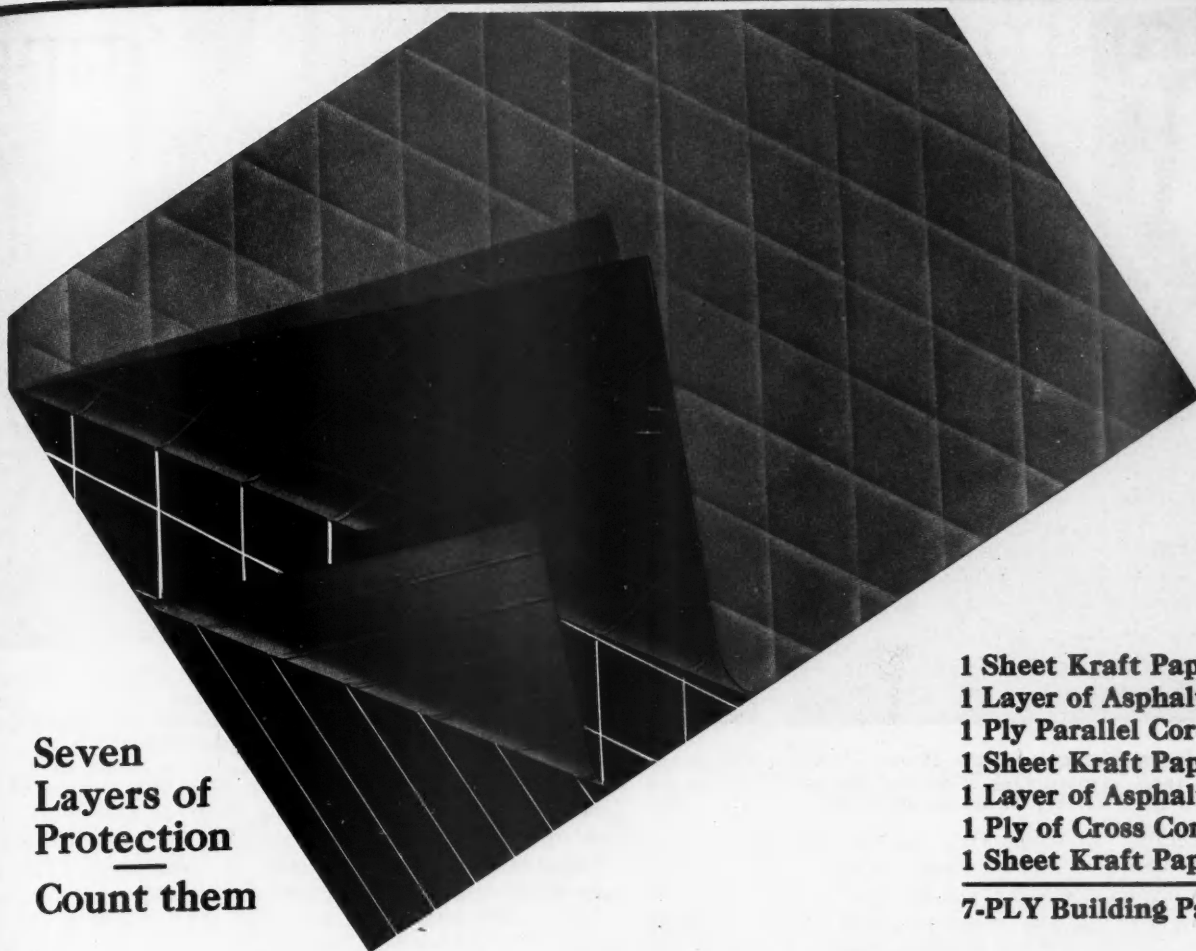 Seven
Layers of
Protection
Count them
1 Sheet Kraft Pap
1 Layer of Asphal
1 Ply Parallel Cor
1 Sheet Kraft Pap
1 Layer of Asphal
1 Ply of Cross Cor
1 Sheet Kraft Pap
7-PLY Building Pa